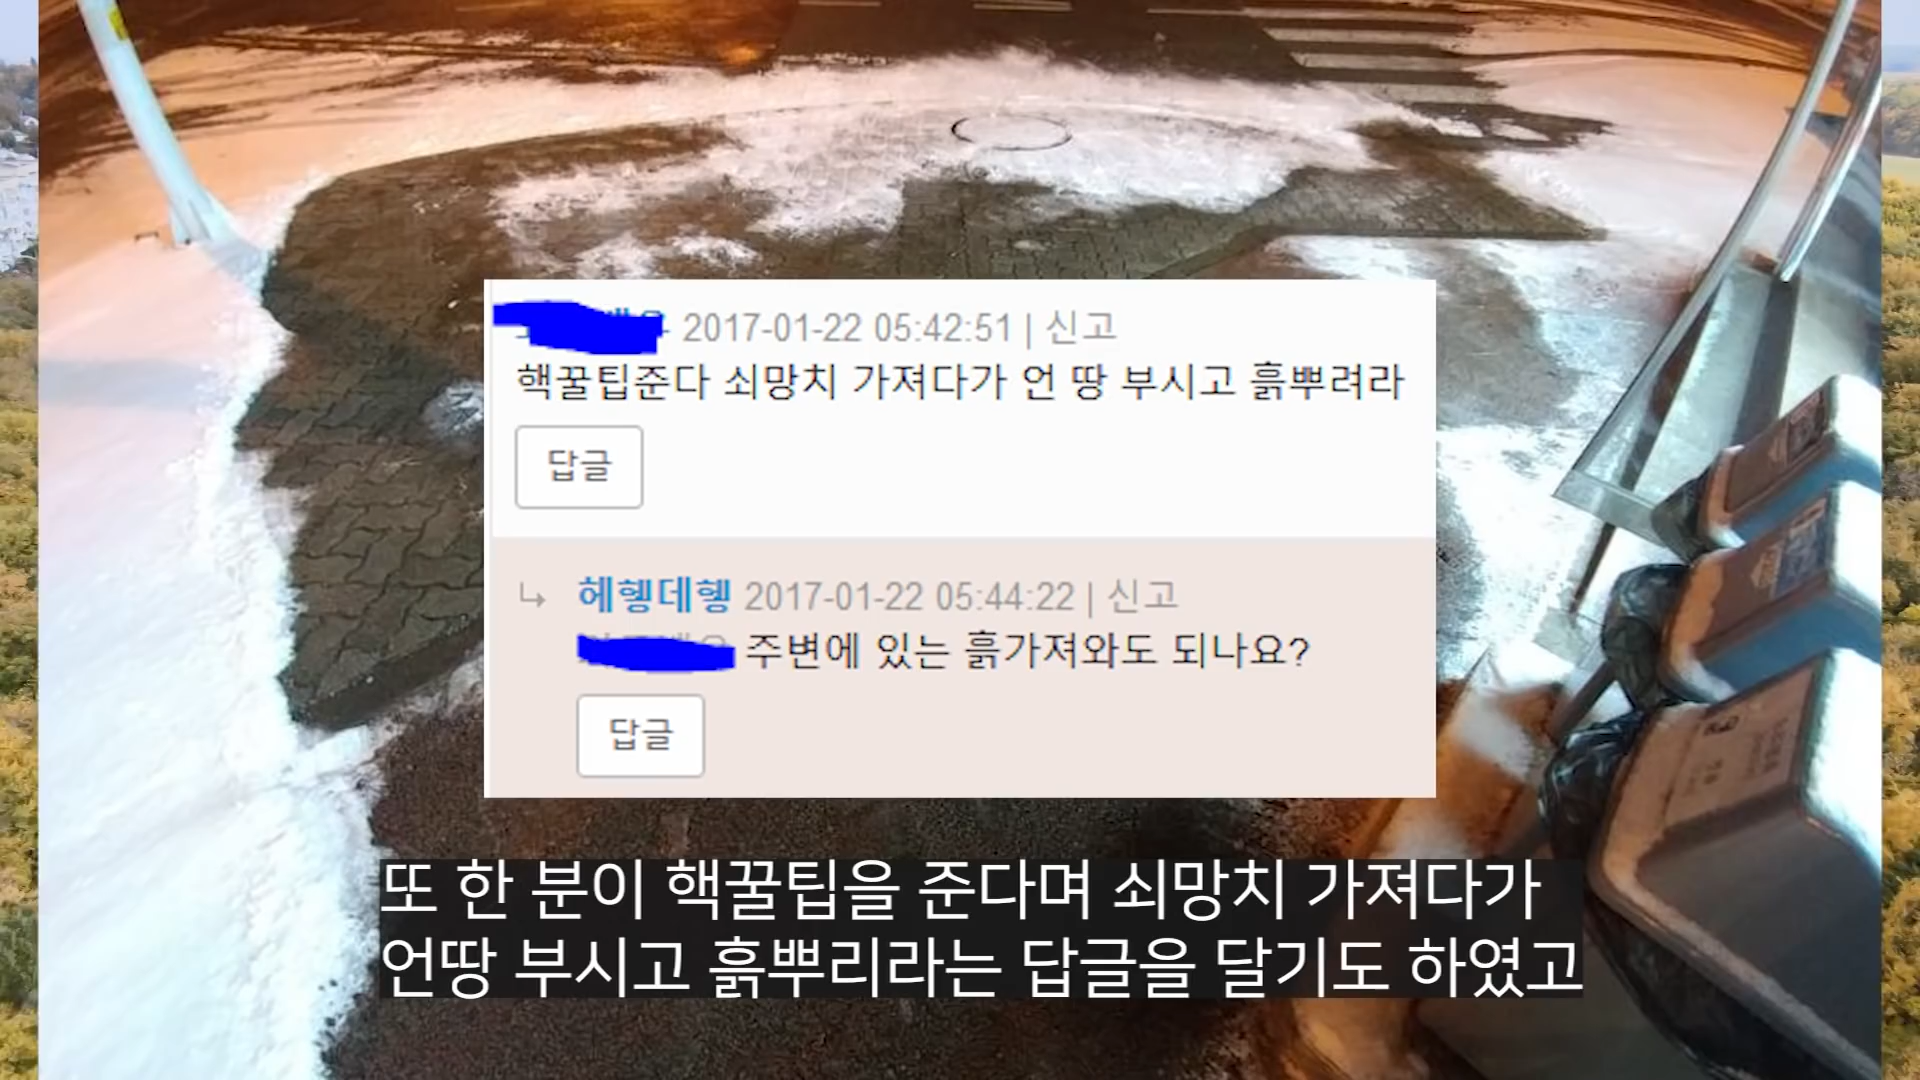 2017-01-22 05:42:51 | 신고
핵꿀팁준다 쇠망치 가져다가 언 땅 부시고 흙뿌려라
답글
↳ 헤헿데헿 2017-01-22 05:44:22 | 신고
주변에 있는 흙가져와도 되나요?
답글
또 한 분이 핵꿀팁을 준다며 쇠망치 가져다가
언땅 부시고 흙뿌리라는 답글을 달기도 하였고